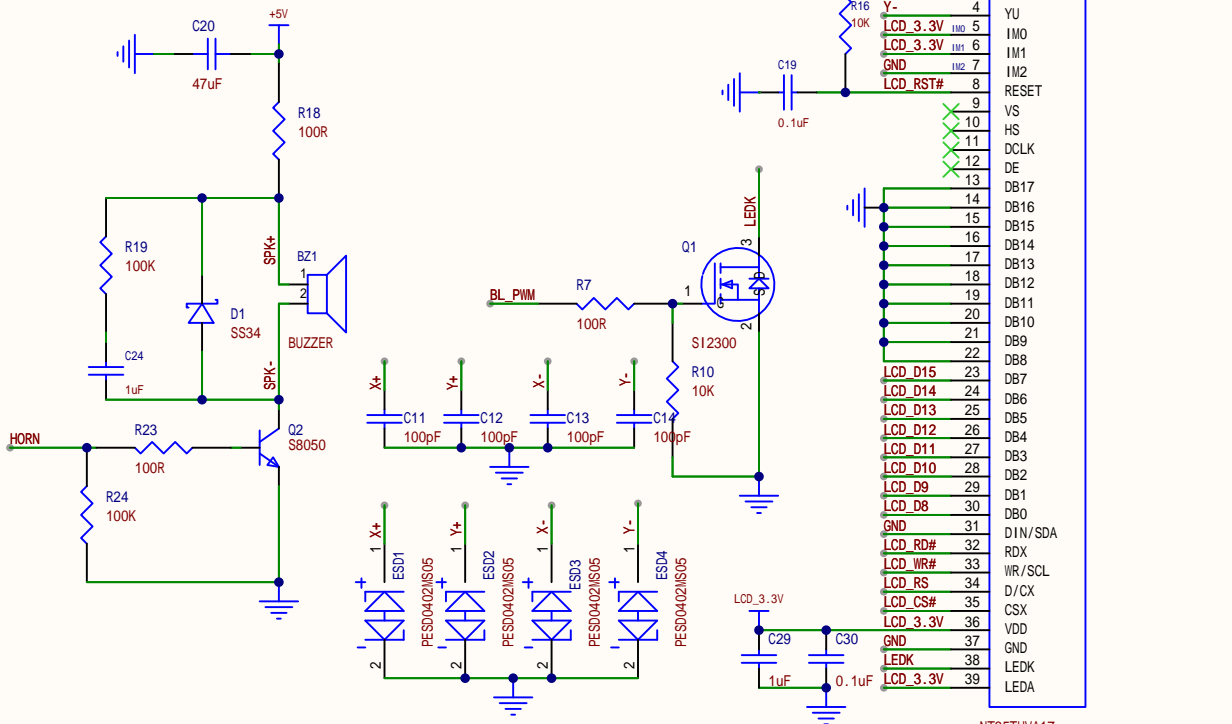 +5V
C20
47uF
R18
100R
R19
100K
SPK+
BZ1
1
2
BUZZER
D1
SS34
C24
1uF
SPK-
HORN
R23
100R
Q2
S8050
R24
100K
BL_PWM
R7
100R
Q1
LEDK
3
1
G
2
SI2300
R10
10K
X+
Y+
X-
Y-
C11
100pF
C12
100pF
C13
100pF
C14
100pF
X+
Y+
X-
Y-
1
1
1
1
ESD1
ESD2
ESD3
ESD4
PESD0402MS05
PESD0402MS05
PESD0402MS05
PESD0402MS05
+
+
+
+
-
-
-
-
2
2
2
2
R16
10K
C19
0.1uF
Y- 4 YU
LCD_3.3V IM0 5 IM0
LCD_3.3V IM1 6 IM1
GND IM2 7 IM2
LCD_RST# 8 RESET
9 VS
10 HS
11 DCLK
12 DE
13 DB17
14 DB16
15 DB15
16 DB14
17 DB13
18 DB12
19 DB11
20 DB10
21 DB9
22 DB8
LCD_D15 23 DB7
LCD_D14 24 DB6
LCD_D13 25 DB5
LCD_D12 26 DB4
LCD_D11 27 DB3
LCD_D10 28 DB2
LCD_D9 29 DB1
LCD_D8 30 DB0
GND 31 DIN/SDA
LCD_RD# 32 RDX
LCD_WR# 33 WR/SCL
LCD_RS 34 D/CX
LCD_CS# 35 CSX
LCD_3.3V 36 VDD
GND 37 GND
LEDK 38 LEDK
LCD_3.3V 39 LEDA
LCD_3.3V
C29
1uF
C30
0.1uF